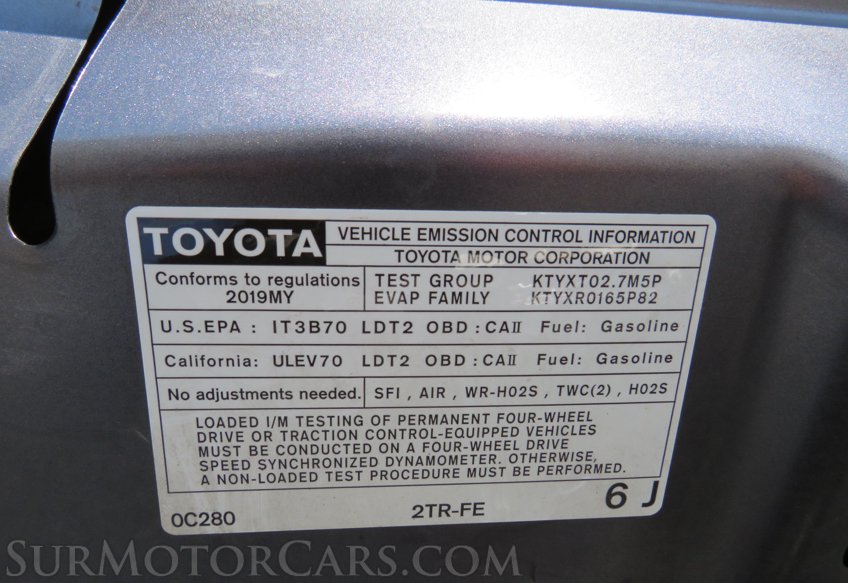 TOYOTA
VEHICLE EMISSION CONTROL INFORMATION
TOYOTA MOTOR CORPORATION
Conforms to regulations
2019MY
TEST GROUP KTYXT02.7M5P
EVAP FAMILY KTYXR0165P82
U.S.EPA : IT3B70 LDT2 OBD : CAII Fuel: Gasoline
California: ULEV70 LDT2 OBD : CAII Fuel: Gasoline
No adjustments needed.
SFI , AIR , WR-HO2S , TWC(2) , HO2S
LOADED I/M TESTING OF PERMANENT FOUR-WHEEL
DRIVE OR TRACTION CONTROL-EQUIPPED VEHICLES
MUST BE CONDUCTED ON A FOUR-WHEEL DRIVE
SPEED SYNCHRONIZED DYNAMOMETER. OTHERWISE,
A NON-LOADED TEST PROCEDURE MUST BE PERFORMED.
0C280 2TR-FE 6 J
SURMOTORCARS.COM